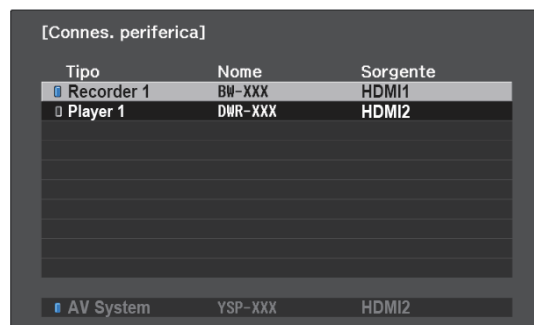 [Connes. periferica]
Tipo Nome Sorgente
Recorder 1 BW-XXX HDMI1
Player 1 DWR-XXX HDMI2
AV System YSP-XXX HDMI2